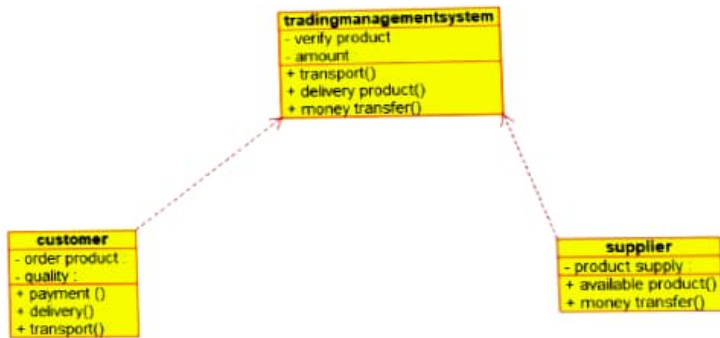 tradingmanagementsystem
- verify product
- amount
+ transport()
+ delivery product()
+ money transfer()
customer
- order product :
- quality :
+ payment ()
+ delivery()
+ transport()
supplier
- product supply :
+ available product()
+ money transfer()